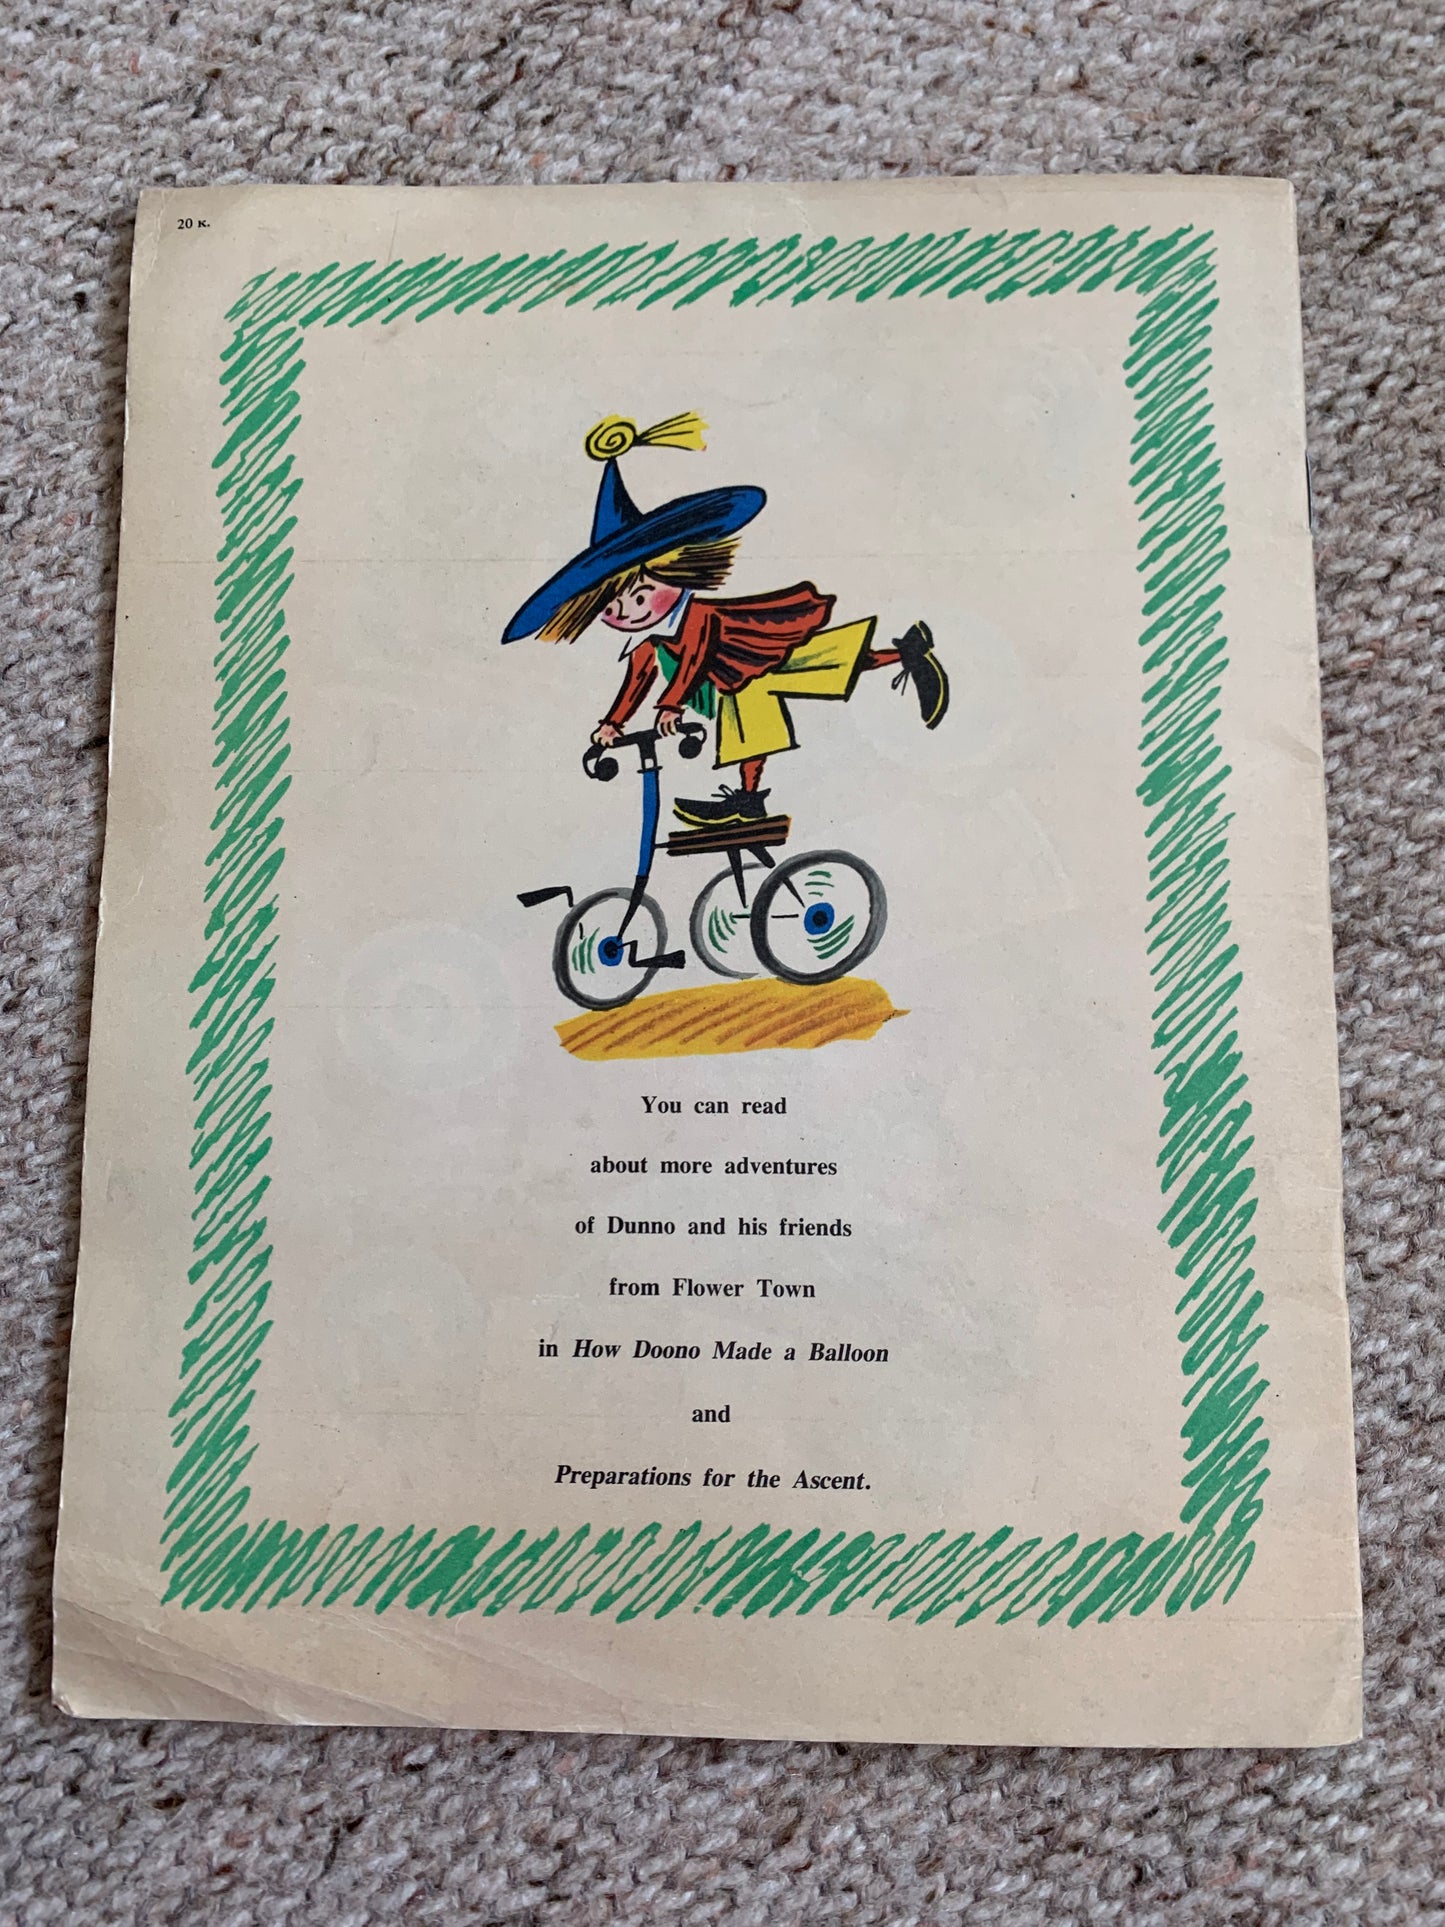 20 к.
You can read
about more adventures
of Dunno and his friends
from Flower Town
in How Doono Made a Balloon
and
Preparations for the Ascent.